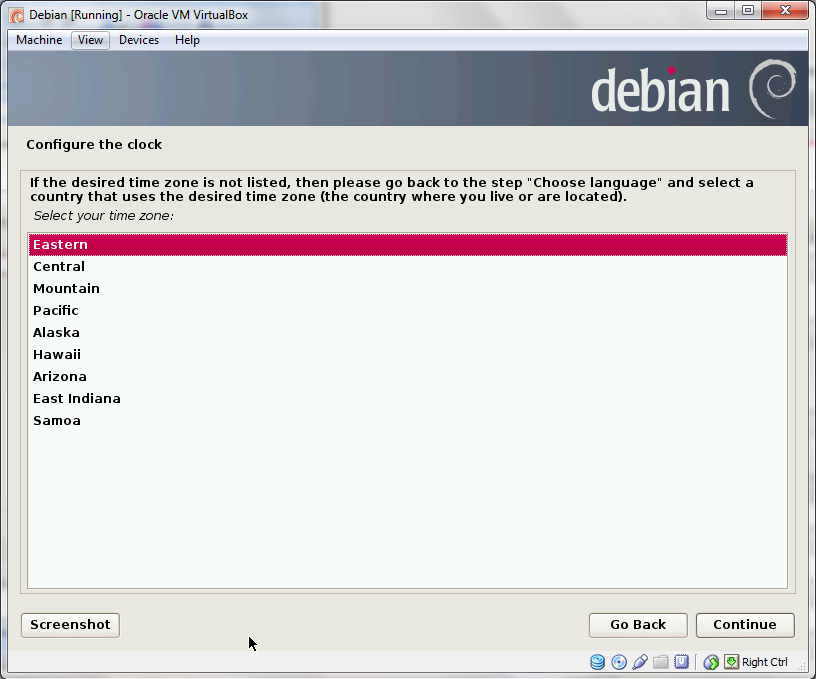 Debian [Running] - Oracle VM VirtualBox
Machine View Devices Help
debian
Configure the clock
If the desired time zone is not listed, then please go back to the step "Choose language" and select a
country that uses the desired time zone (the country where you live or are located).
Select your time zone:
Eastern
Central
Mountain
Pacific
Alaska
Hawaii
Arizona
East Indiana
Samoa
Screenshot Go Back Continue
Right Ctrl